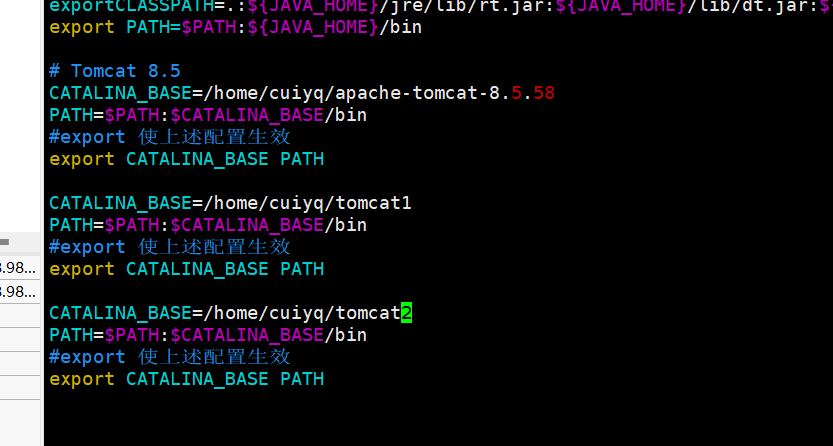 exportCLASSPATH=.:${JAVA_HOME}/jre/lib/rt.jar:${JAVA_HOME}/lib/dt.jar:$
export PATH=$PATH:${JAVA_HOME}/bin
# Tomcat 8.5
CATALINA_BASE=/home/cuiyq/apache-tomcat-8.5.58
PATH=$PATH:$CATALINA_BASE/bin
#export 使上述配置生效
export CATALINA_BASE PATH
CATALINA_BASE=/home/cuiyq/tomcat1
PATH=$PATH:$CATALINA_BASE/bin
#export 使上述配置生效
export CATALINA_BASE PATH
CATALINA_BASE=/home/cuiyq/tomcat2
PATH=$PATH:$CATALINA_BASE/bin
#export 使上述配置生效
export CATALINA_BASE PATH
.98...
.98...